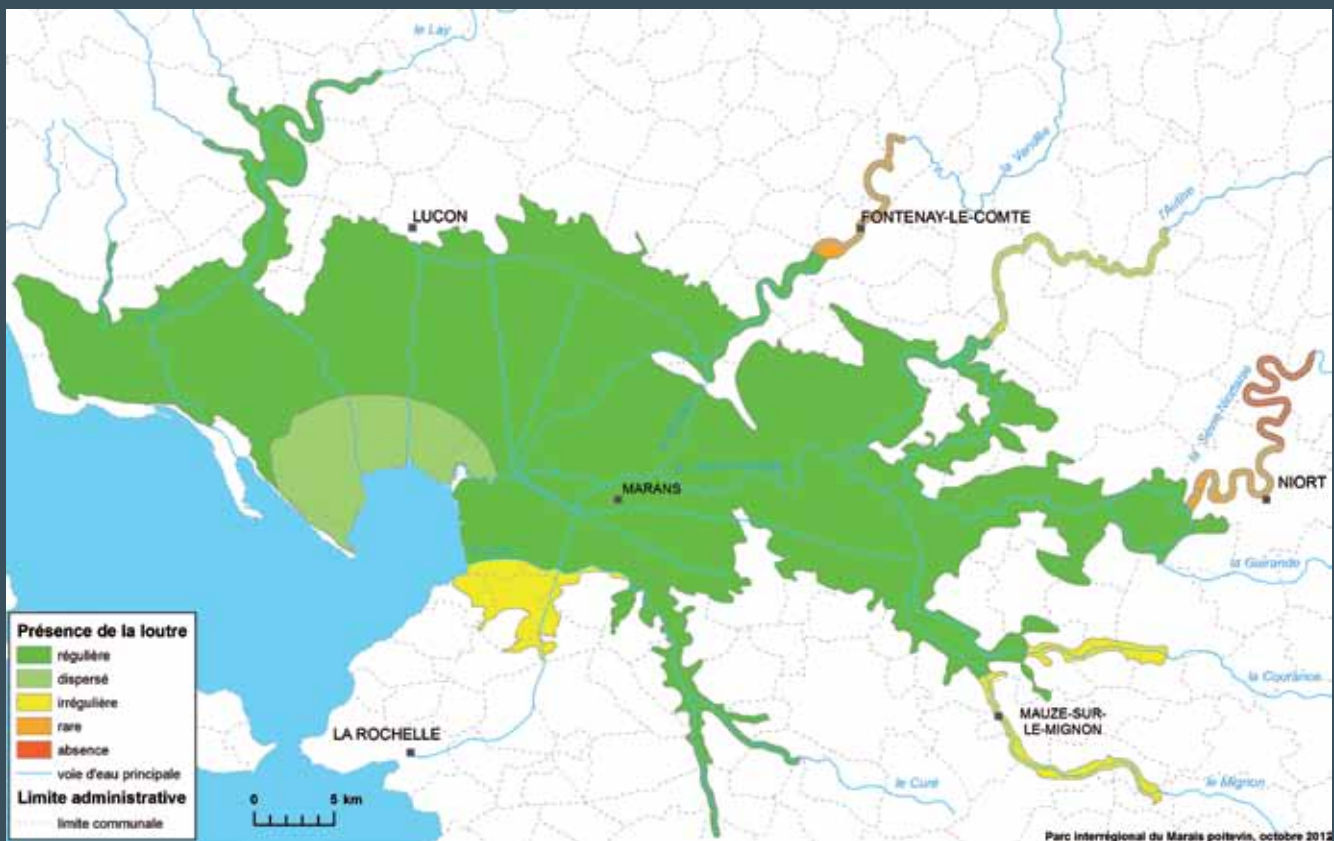 le Lay
la Vendée
l'Autise
LUCON
FONTENAY-LE-COMTE
la Sèvre Niortaise
MARANS
NIORT
la Guirande
la Courance
MAUZE-SUR-
LE-MIGNON
LA ROCHELLE
le Curé
le Mignon
Présence de la loutre
régulière
dispersé
irrégulière
rare
absence
voie d'eau principale
Limite administrative
limite communale
0 5 km
Parc interrégional du Marais poitevin, octobre 2012